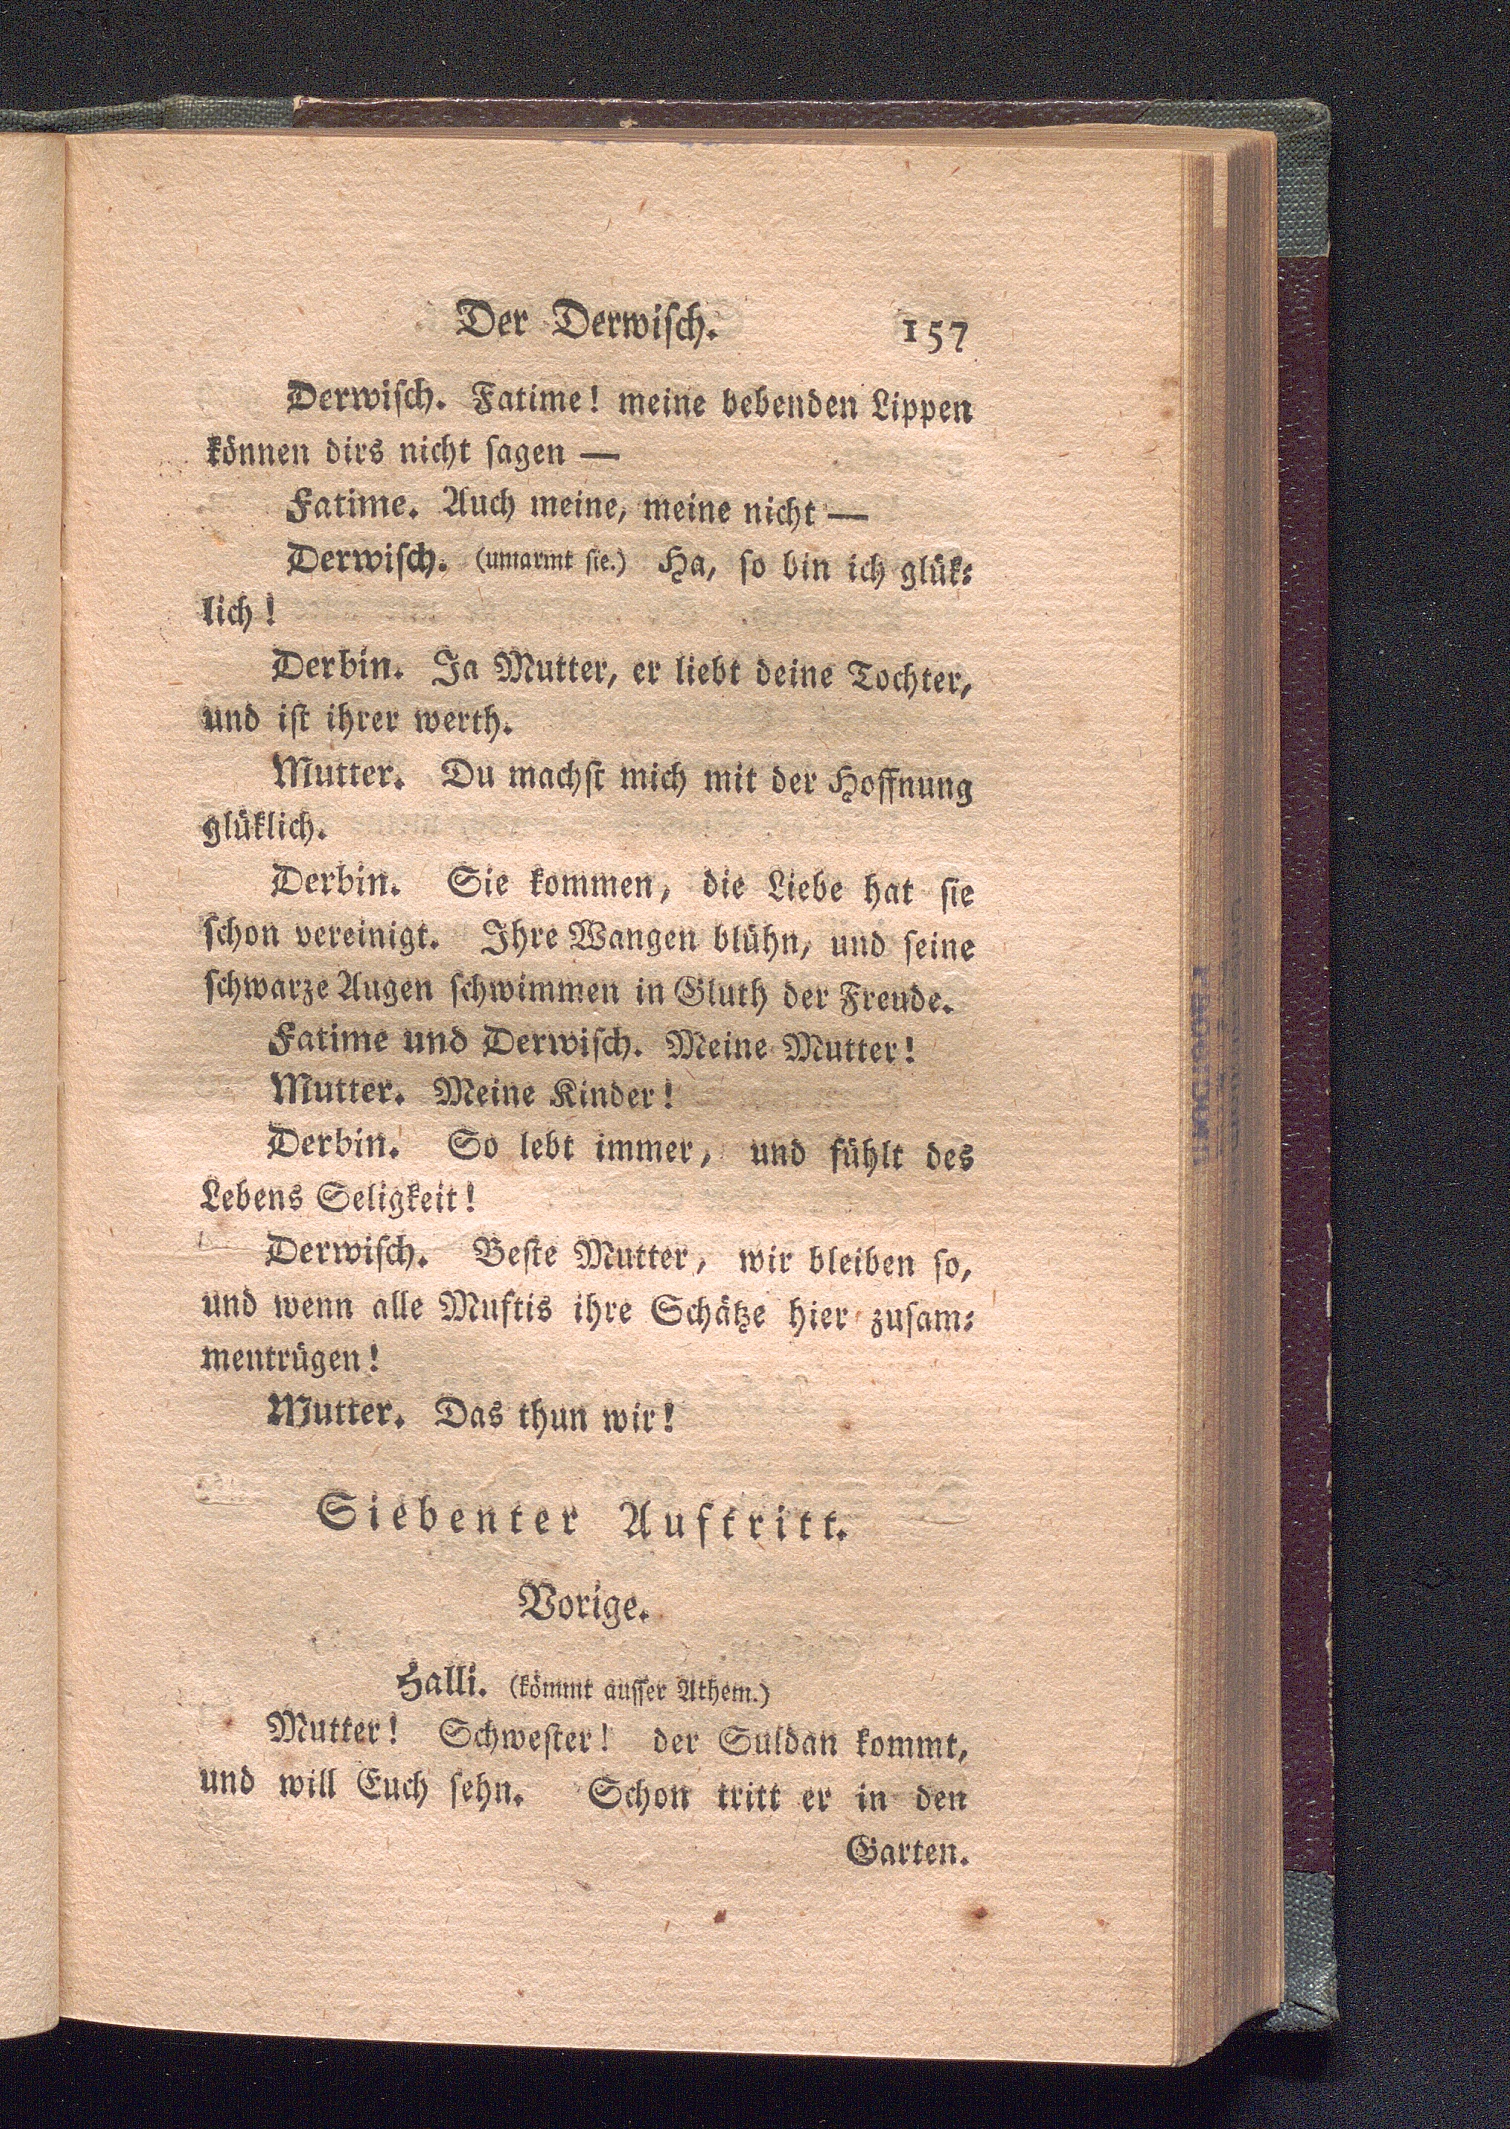 Der Derwiſch. 157
Derwiſch. Fatime! meine bebenden Lippen
können dirs nicht ſagen —
Fatime. Auch meine, meine nicht —
Derwiſch. (umarmt ſie.) Ha, ſo bin ich glük⸗
lich!
Derbin. Ja Mutter, er liebt deine Tochter,
und iſt ihrer werth.
Mutter. Du machſt mich mit der Hoffnung
glüklich.
Derbin. Sie kommen, die Liebe hat ſie
ſchon vereinigt. Ihre Wangen blühn, und ſeine
ſchwarze Augen ſchwimmen in Gluth der Freude.
Fatime und Derwiſch. Meine Mutter!
Mutter. Meine Kinder!
Derbin. So lebt immer, und fühlt des
Lebens Seligkeit!
Derwiſch. Beſte Mutter, wir bleiben ſo,
und wenn alle Muftis ihre Schätze hier zuſam⸗
mentrügen!
Mutter. Das thun wir!
Siebenter Auftritt.
Vorige.
Halli. (kömmt auſſer Athem.)
Mutter! Schweſter! der Suldan kommt,
und will Euch ſehn. Schon tritt er in den
Garten.